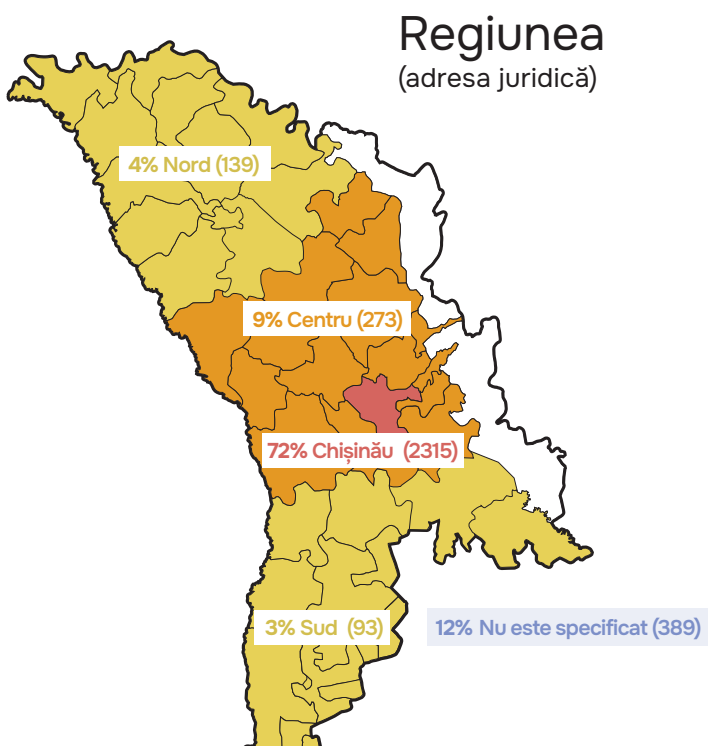 Regiunea
(adresa juridică)
4% Nord (139)
9% Centru (273)
72% Chișinău (2315)
3% Sud (93)
12% Nu este specificat (389)